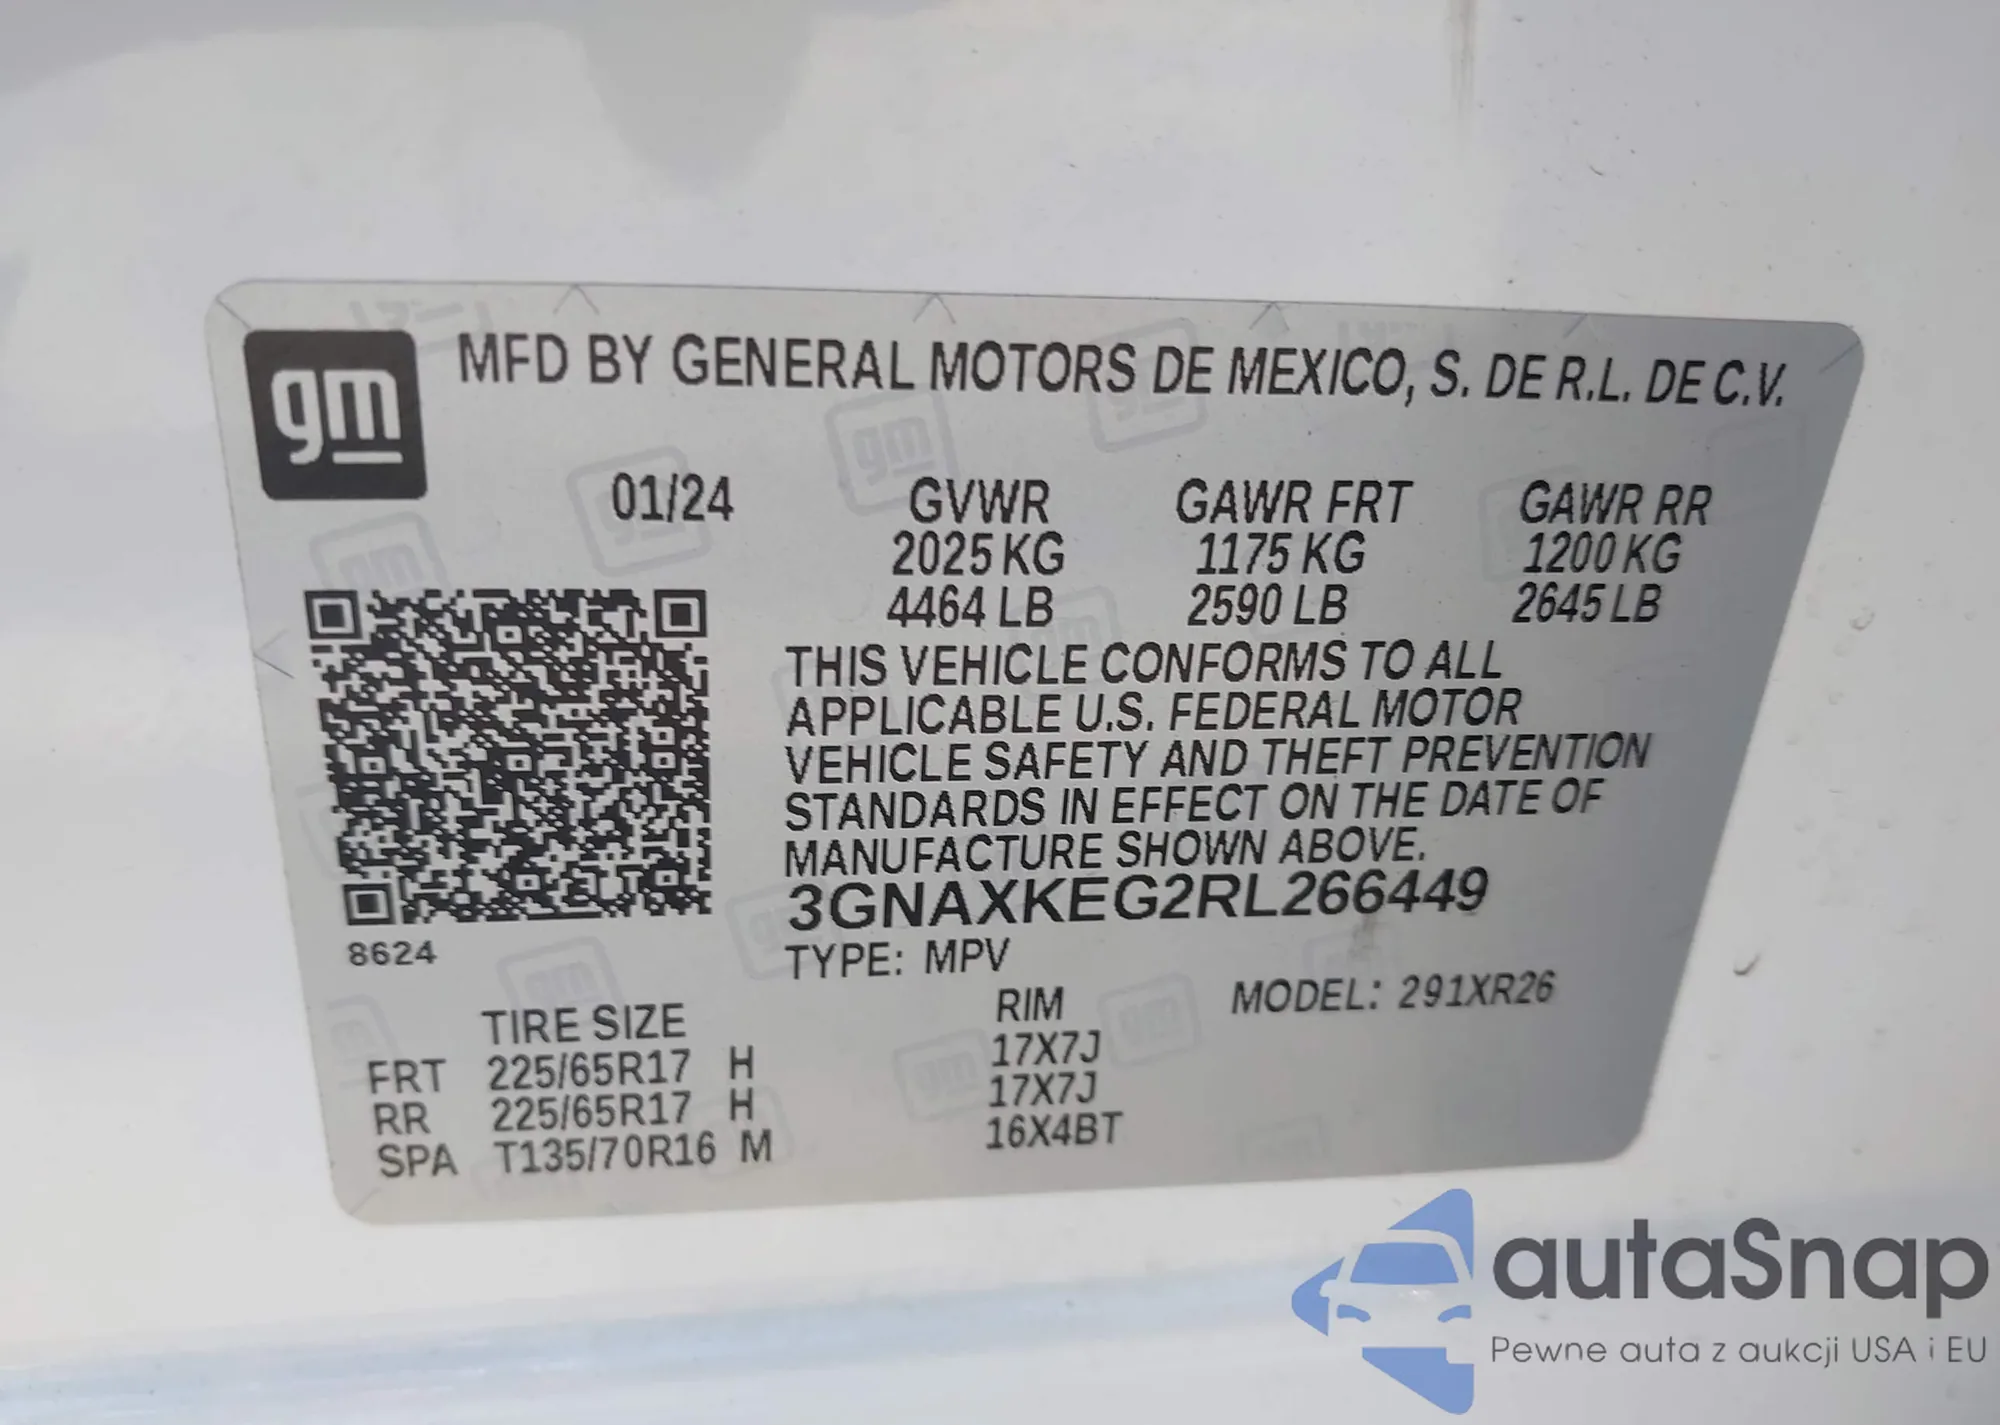 gm
MFD BY GENERAL MOTORS DE MEXICO, S. DE R.L. DE C.V.
01/24 GVWR GAWR FRT GAWR RR
2025 KG 1175 KG 1200 KG
4464 LB 2590 LB 2645 LB
THIS VEHICLE CONFORMS TO ALL
APPLICABLE U.S. FEDERAL MOTOR
VEHICLE SAFETY AND THEFT PREVENTION
STANDARDS IN EFFECT ON THE DATE OF
MANUFACTURE SHOWN ABOVE.
3GNAXKEG2RL266449
8624
TYPE: MPV
MODEL: 291XR26
TIRE SIZE RIM
FRT 225/65R17 H 17X7J
RR 225/65R17 H 17X7J
SPA T135/70R16 M 16X4BT
autaSnap
Pewne auta z aukcji USA i EU